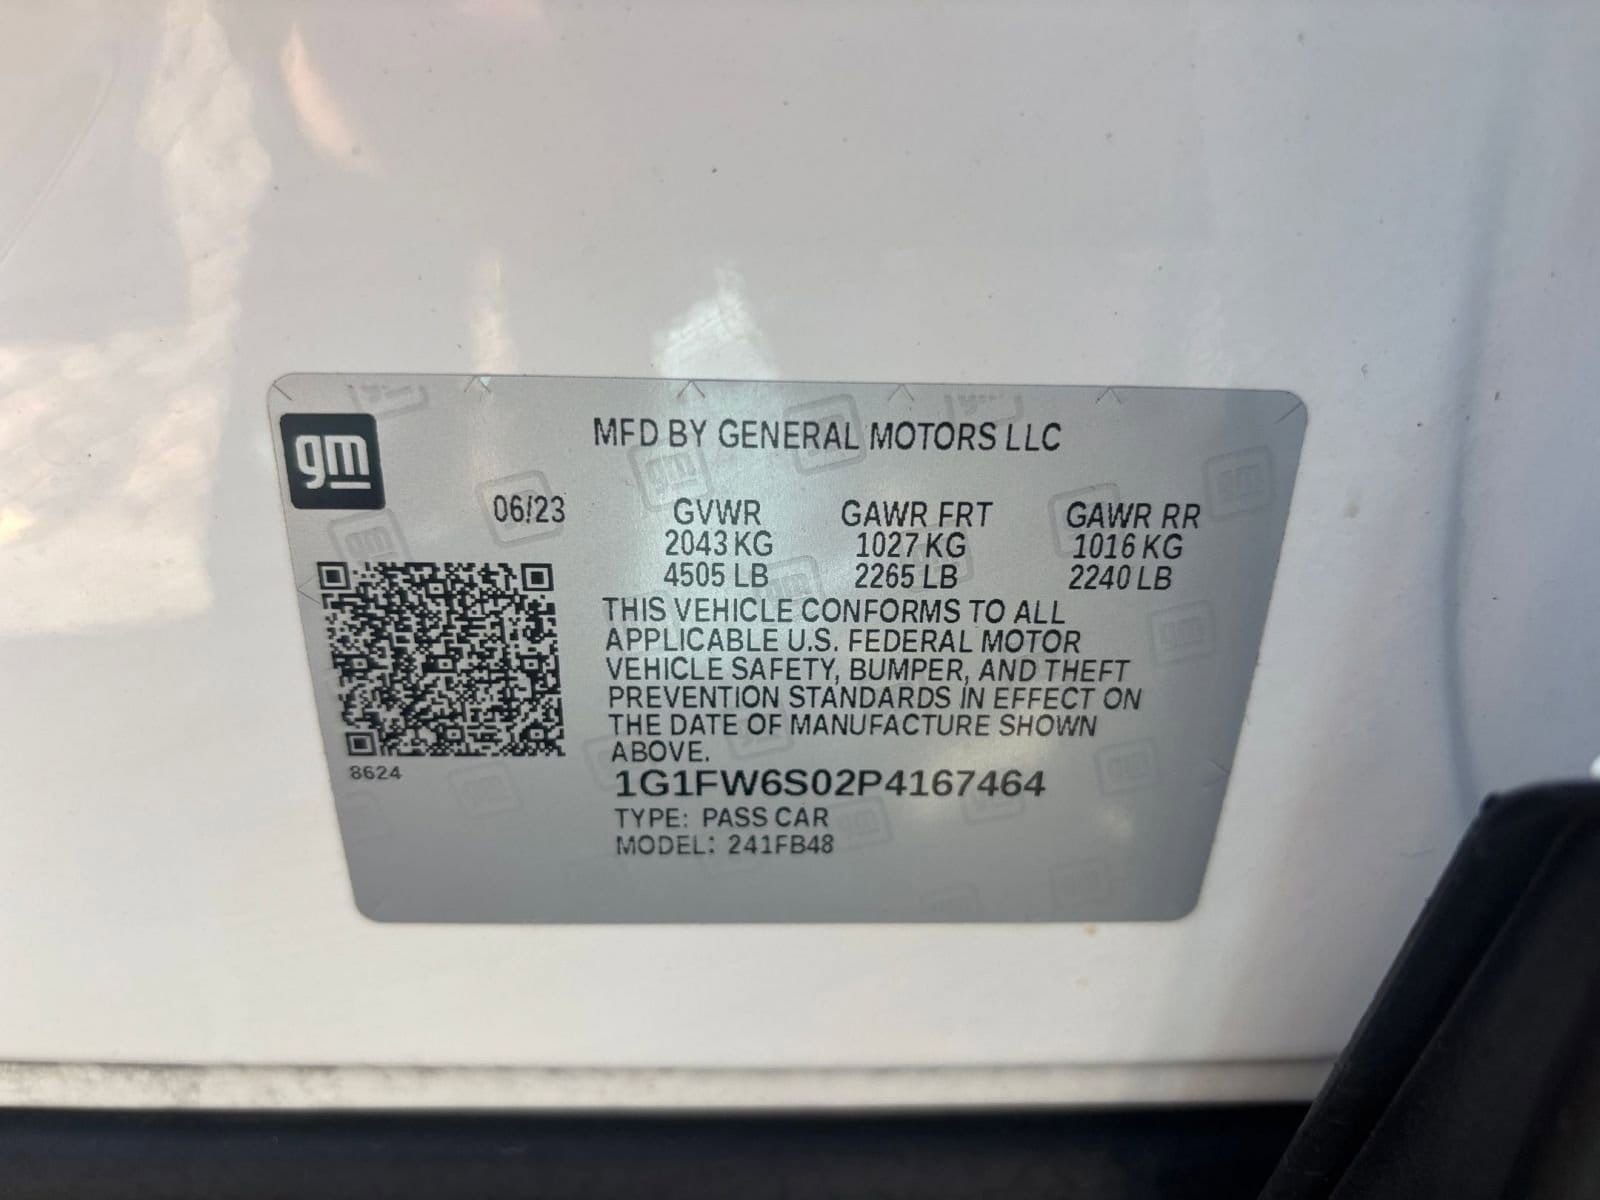 gm
MFD BY GENERAL MOTORS LLC
06/23 GVWR GAWR FRT GAWR RR
2043 KG 1027 KG 1016 KG
4505 LB 2265 LB 2240 LB
THIS VEHICLE CONFORMS TO ALL
APPLICABLE U.S. FEDERAL MOTOR
VEHICLE SAFETY, BUMPER, AND THEFT
PREVENTION STANDARDS IN EFFECT ON
THE DATE OF MANUFACTURE SHOWN
ABOVE.
8624
1G1FW6S02P4167464
TYPE: PASS CAR
MODEL: 241FB48